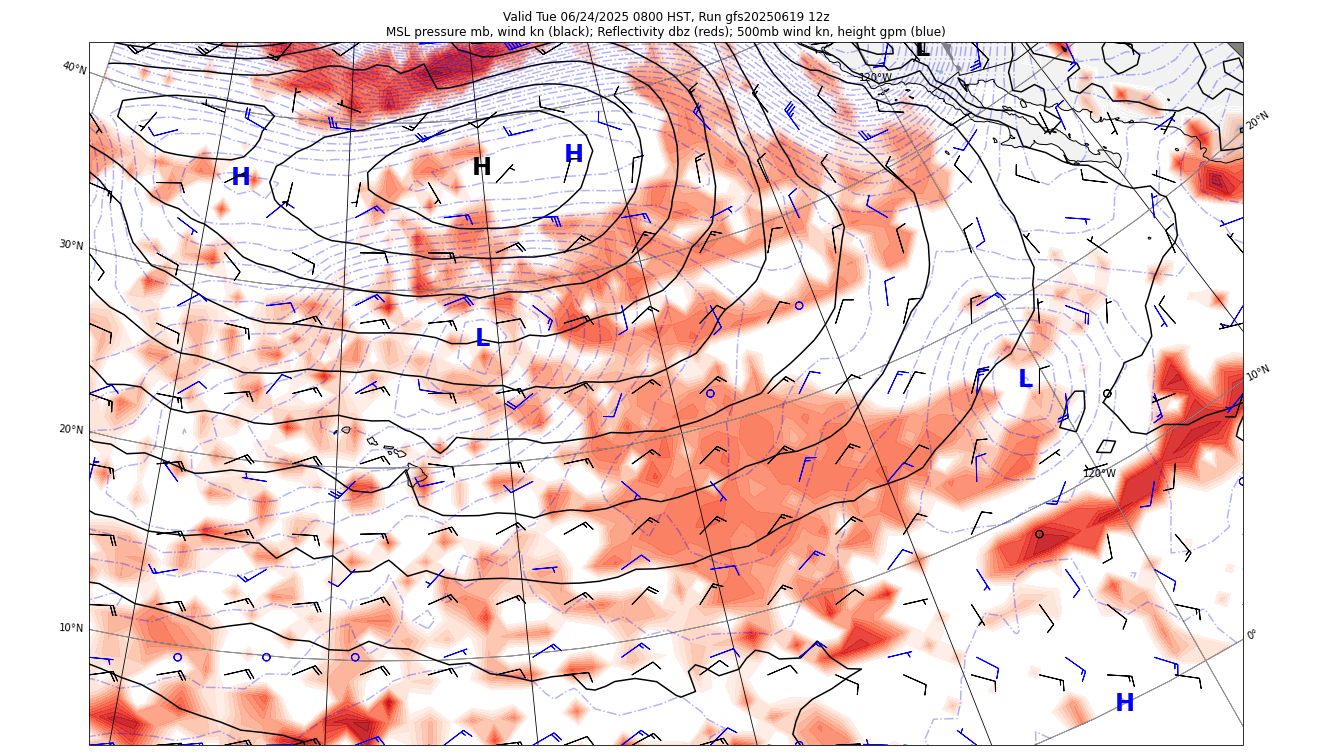 Valid Tue 06/24/2025 0800 HST, Run gfs20250619 12z
MSL pressure mb, wind kn (black); Reflectivity dbz (reds); 500mb wind kn, height gpm (blue)
L
40°N
120°W
20°N
H
H
H
30°N
L
L
10°N
20°N
120°W
10°N
0°
H